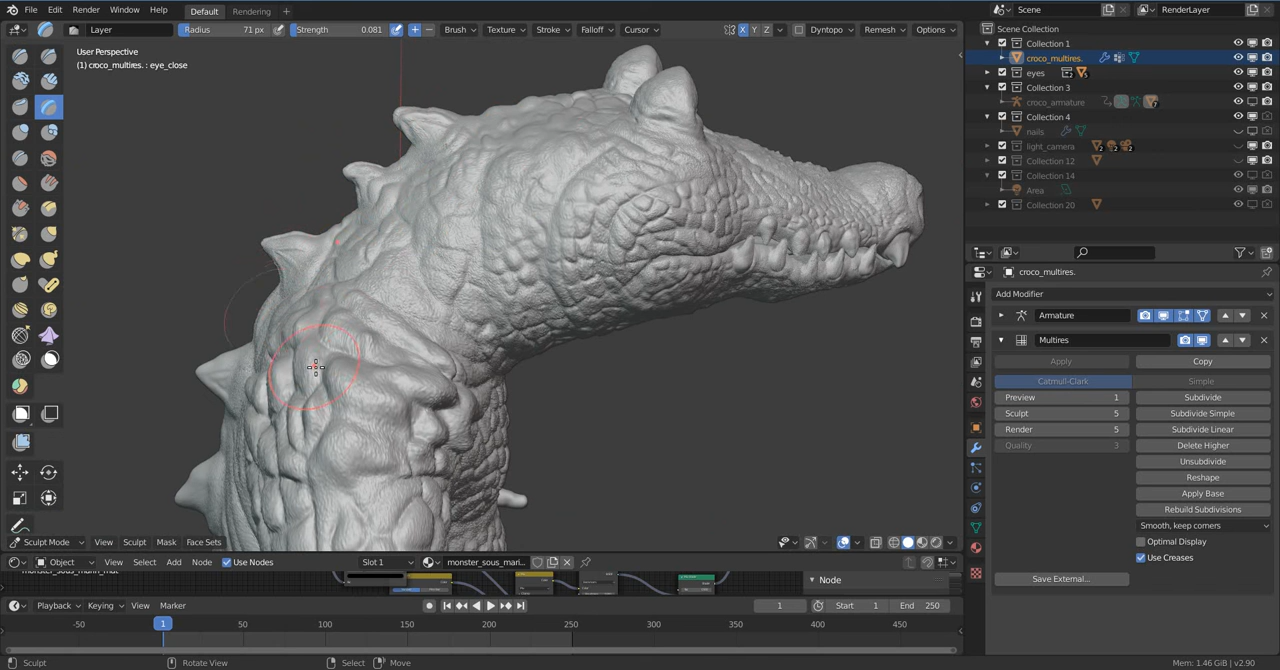 File Edit Render Window Help Default Rendering + Scene RenderLayer
Layer Radius 71 px Strength 0.081 + − Brush Texture Stroke Falloff Cursor X Y Z Dyntopo Remesh Options
User Perspective
(1) croco_multires. : eye_close
Scene Collection
Collection 1
croco_multires.
eyes
Collection 3
croco_armature
Collection 4
nails
light_camera
Collection 12
Collection 14
Area
Collection 20
croco_multires.
Add Modifier
Armature
Multires
Apply Copy
Catmull-Clark Simple
Preview 1 Subdivide
Sculpt 5 Subdivide Simple
Render 5 Subdivide Linear
Quality 3 Delete Higher
Unsubdivide
Reshape
Apply Base
Rebuild Subdivisions
Smooth, keep corners
Optimal Display
Use Creases
Save External...
Sculpt Mode View Sculpt Mask Face Sets
Object View Select Add Node Use Nodes Slot 1 monster_sous_mari...
Node
Playback Keying View Marker 1 Start 1 End 250
-50 1 50 100 150 200 250 300 350 400 450
Sculpt Rotate View Select Move Mem: 1.46 GiB | v2.90